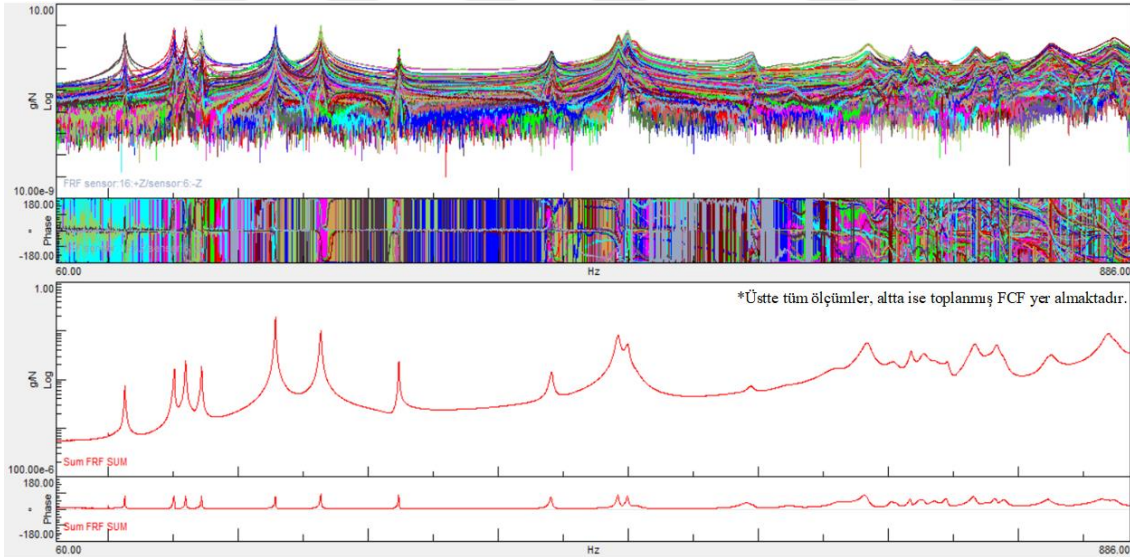 10.00
g/N
Log
FRF sensor:16:+Z/sensor:6:-Z
10.00e-9
180.00
°
Phase
-180.00
60.00
Hz
886.00
1.00
*Üstte tüm ölçümler, altta ise toplanmış FCF yer almaktadır.
g/N
Log
Sum FRF SUM
100.00e-6
180.00
°
Phase
Sum FRF SUM
-180.00
60.00
Hz
886.00